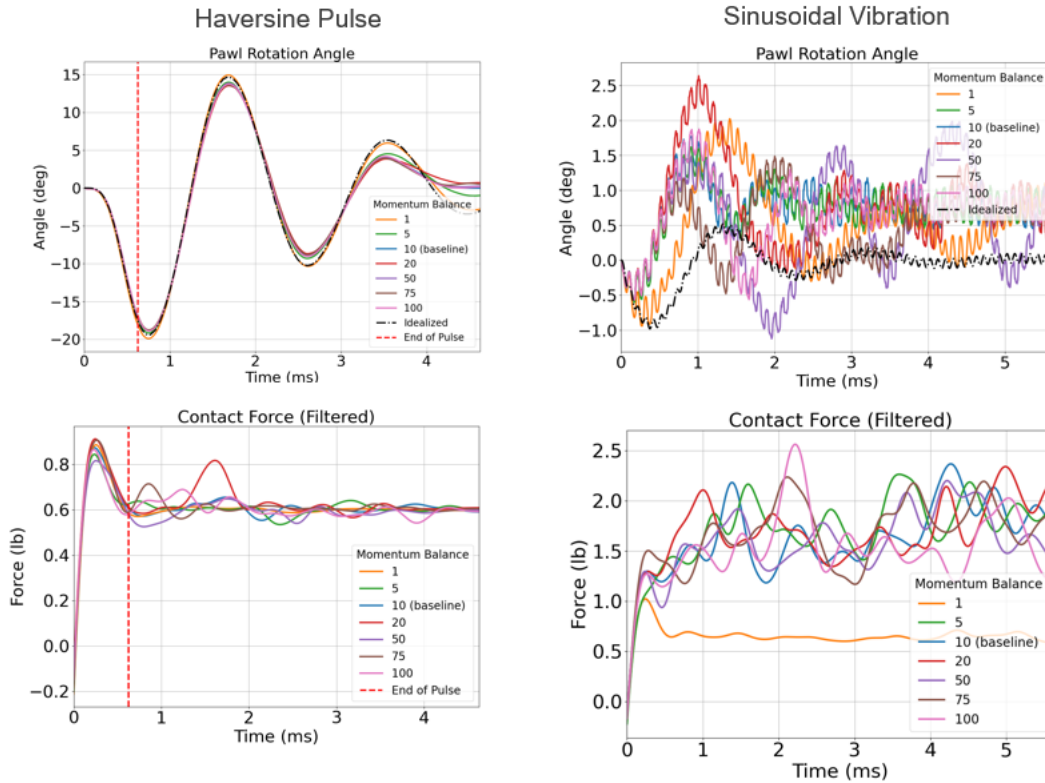 Haversine Pulse
Sinusoidal Vibration
Pawl Rotation Angle
15
10
5
0
−5
−10
−15
−20
Angle (deg)
Momentum Balance
1
5
10 (baseline)
20
50
75
100
Idealized
End of Pulse
0 1 2 3 4
Time (ms)
Pawl Rotation Angle
2.5
2.0
1.5
1.0
0.5
0.0
−0.5
−1.0
Angle (deg)
Momentum Balance
1
5
10 (baseline)
20
50
75
100
Idealized
0 1 2 3 4 5
Time (ms)
Contact Force (Filtered)
0.8
0.6
0.4
0.2
0.0
−0.2
Force (lb)
Momentum Balance
1
5
10 (baseline)
20
50
75
100
End of Pulse
0 1 2 3 4
Time (ms)
Contact Force (Filtered)
2.5
2.0
1.5
1.0
0.5
0.0
Force (lb)
Momentum Balance
1
5
10 (baseline)
20
50
75
100
0 1 2 3 4 5
Time (ms)